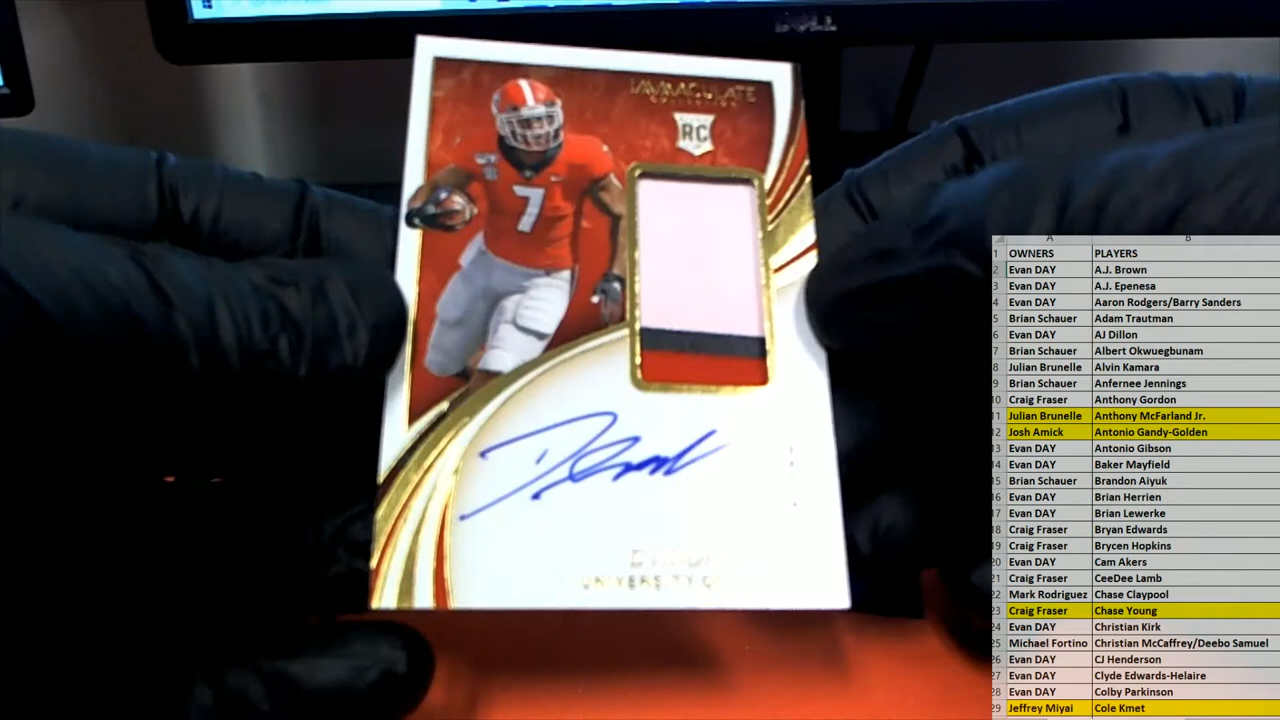 DELL
IMMACULATE
COLLECTION
RC
7
UNIVERSITY O
A B
1 OWNERS PLAYERS
2 Evan DAY A.J. Brown
3 Evan DAY A.J. Epenesa
4 Evan DAY Aaron Rodgers/Barry Sanders
5 Brian Schauer Adam Trautman
6 Evan DAY AJ Dillon
7 Brian Schauer Albert Okwuegbunam
8 Julian Brunelle Alvin Kamara
9 Brian Schauer Anfernee Jennings
10 Craig Fraser Anthony Gordon
11 Julian Brunelle Anthony McFarland Jr.
12 Josh Amick Antonio Gandy-Golden
13 Evan DAY Antonio Gibson
14 Evan DAY Baker Mayfield
15 Brian Schauer Brandon Aiyuk
16 Evan DAY Brian Herrien
17 Evan DAY Brian Lewerke
18 Craig Fraser Bryan Edwards
19 Craig Fraser Brycen Hopkins
20 Evan DAY Cam Akers
21 Craig Fraser CeeDee Lamb
22 Mark Rodriguez Chase Claypool
23 Craig Fraser Chase Young
24 Evan DAY Christian Kirk
25 Michael Fortino Christian McCaffrey/Deebo Samuel
26 Evan DAY CJ Henderson
27 Evan DAY Clyde Edwards-Helaire
28 Evan DAY Colby Parkinson
29 Jeffrey Miyai Cole Kmet